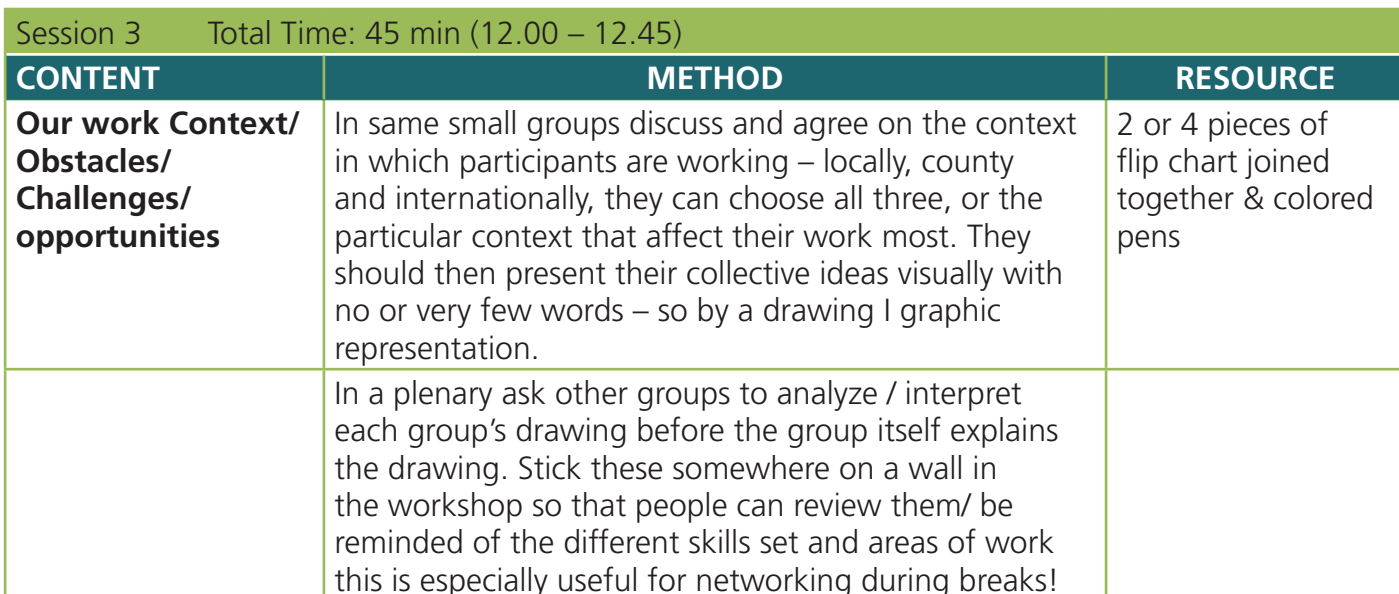 Session 3 Total Time: 45 min (12.00 – 12.45)
CONTENT METHOD RESOURCE
Our work Context/
Obstacles/
Challenges/
opportunities
In same small groups discuss and agree on the context
in which participants are working – locally, county
and internationally, they can choose all three, or the
particular context that affect their work most. They
should then present their collective ideas visually with
no or very few words – so by a drawing I graphic
representation.
2 or 4 pieces of
flip chart joined
together & colored
pens
In a plenary ask other groups to analyze / interpret
each group’s drawing before the group itself explains
the drawing. Stick these somewhere on a wall in
the workshop so that people can review them/ be
reminded of the different skills set and areas of work
this is especially useful for networking during breaks!